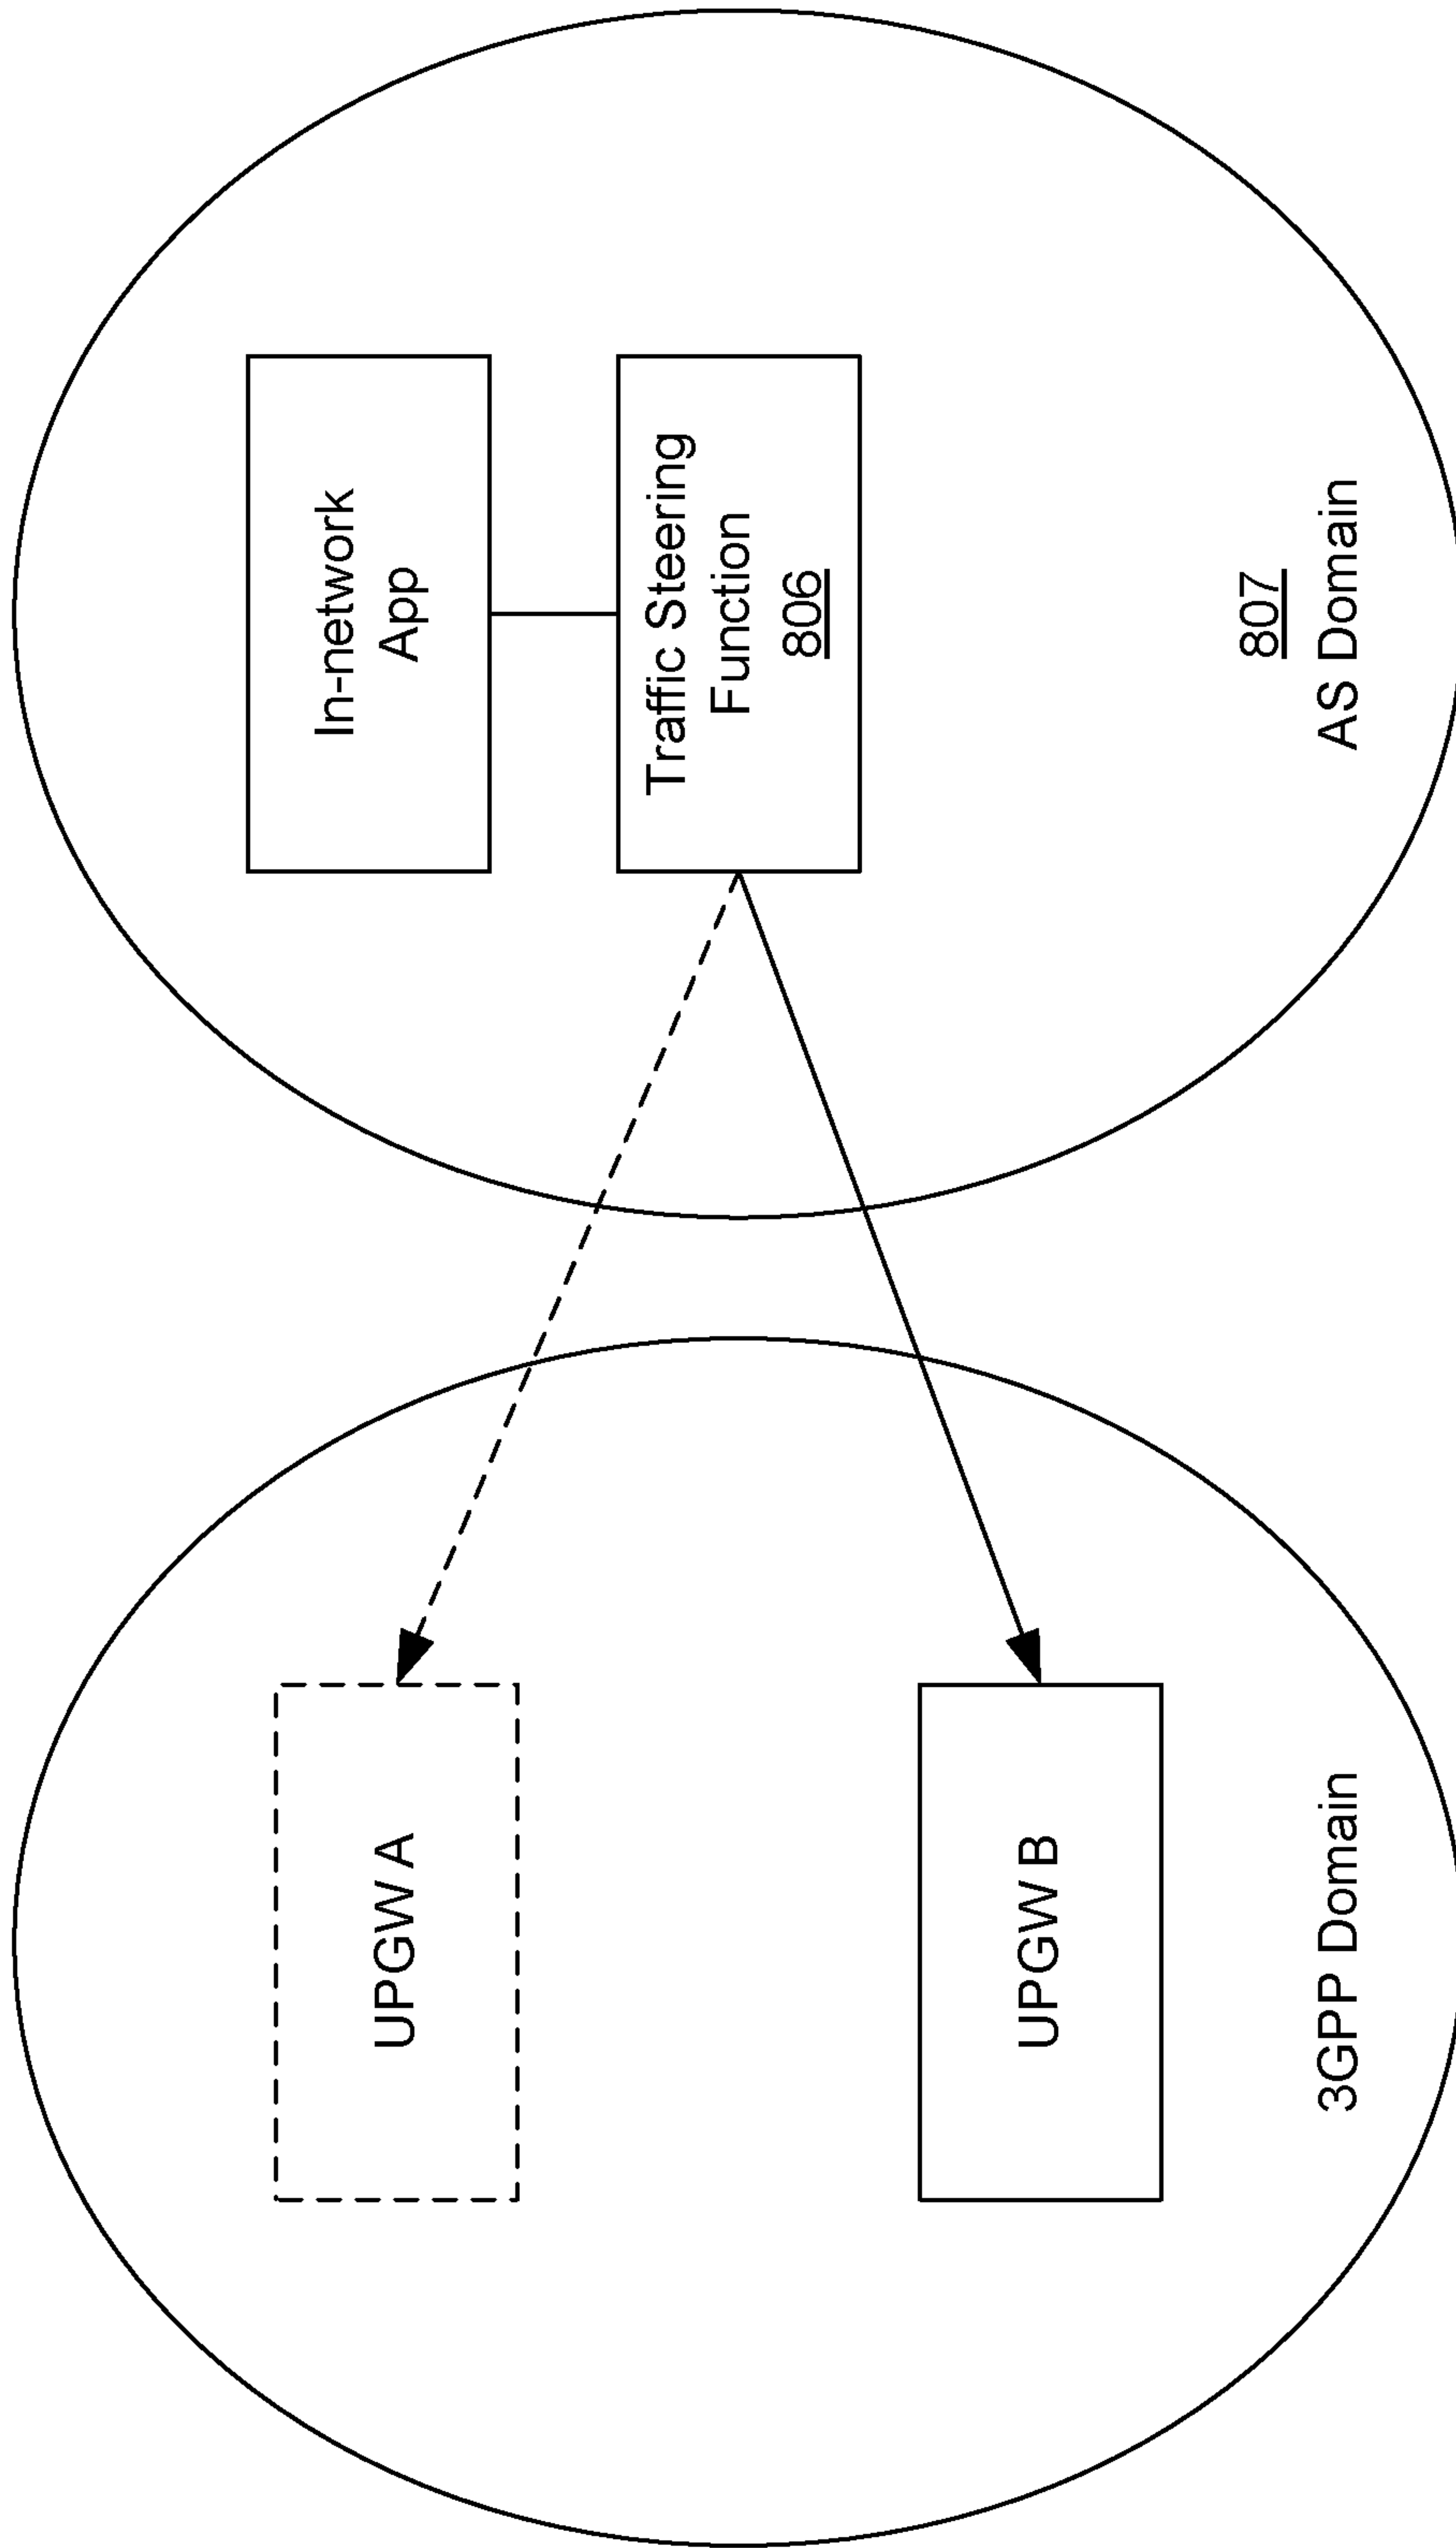 UPGW A
UPGW B
3GPP Domain
In-network
App
Traffic Steering
Function
806
807
AS Domain